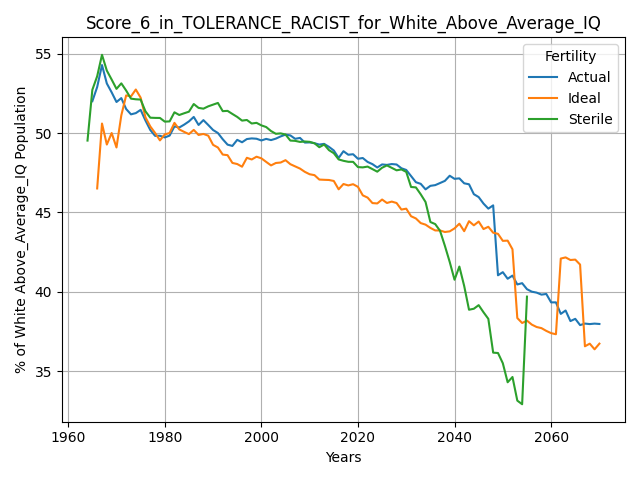 Score_6_in_TOLERANCE_RACIST_for_White_Above_Average_IQ
% of White Above_Average_IQ Population
55
50
45
40
35
Fertility
Actual
Ideal
Sterile
1960 1980 2000 2020 2040 2060
Years